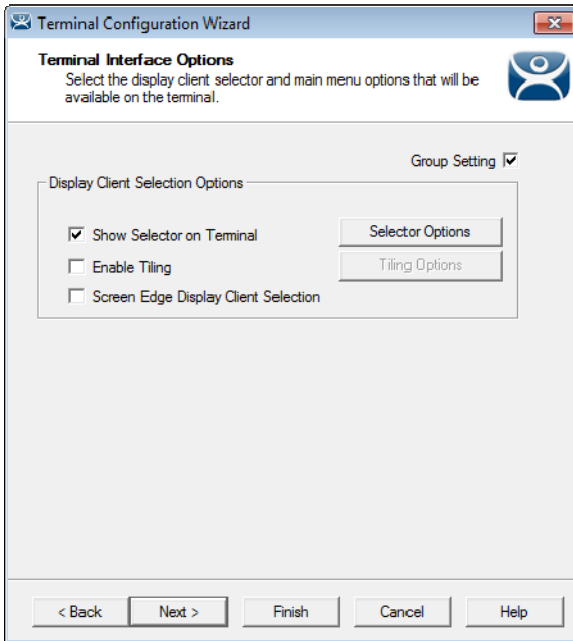 Terminal Configuration Wizard
Terminal Interface Options
Select the display client selector and main menu options that will be
available on the terminal.
Group Setting
Display Client Selection Options
Show Selector on Terminal
Selector Options
Enable Tiling
Tiling Options
Screen Edge Display Client Selection
< Back
Next >
Finish
Cancel
Help